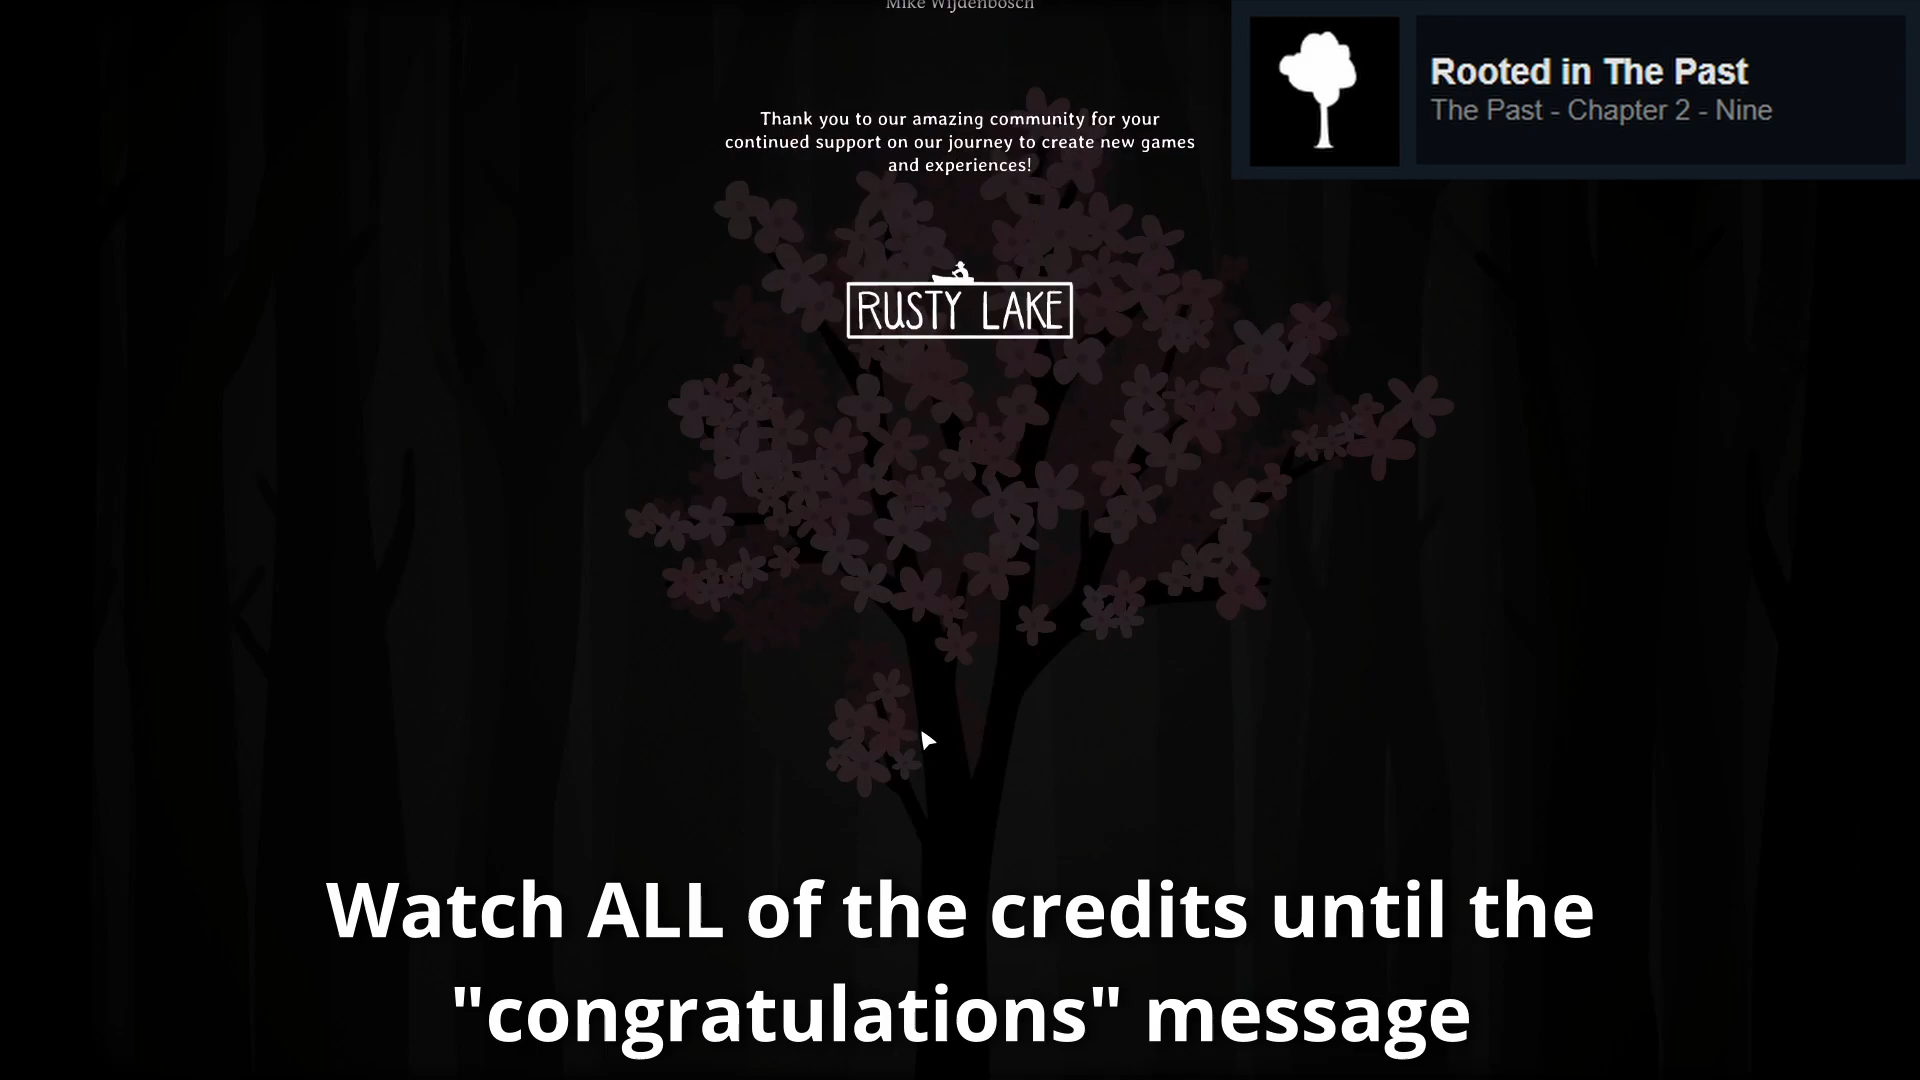 Mike Wijdenbosch
Rooted in The Past
The Past - Chapter 2 - Nine
Thank you to our amazing community for your
continued support on our journey to create new games
and experiences!
RUSTY LAKE
Watch ALL of the credits until the
"congratulations" message